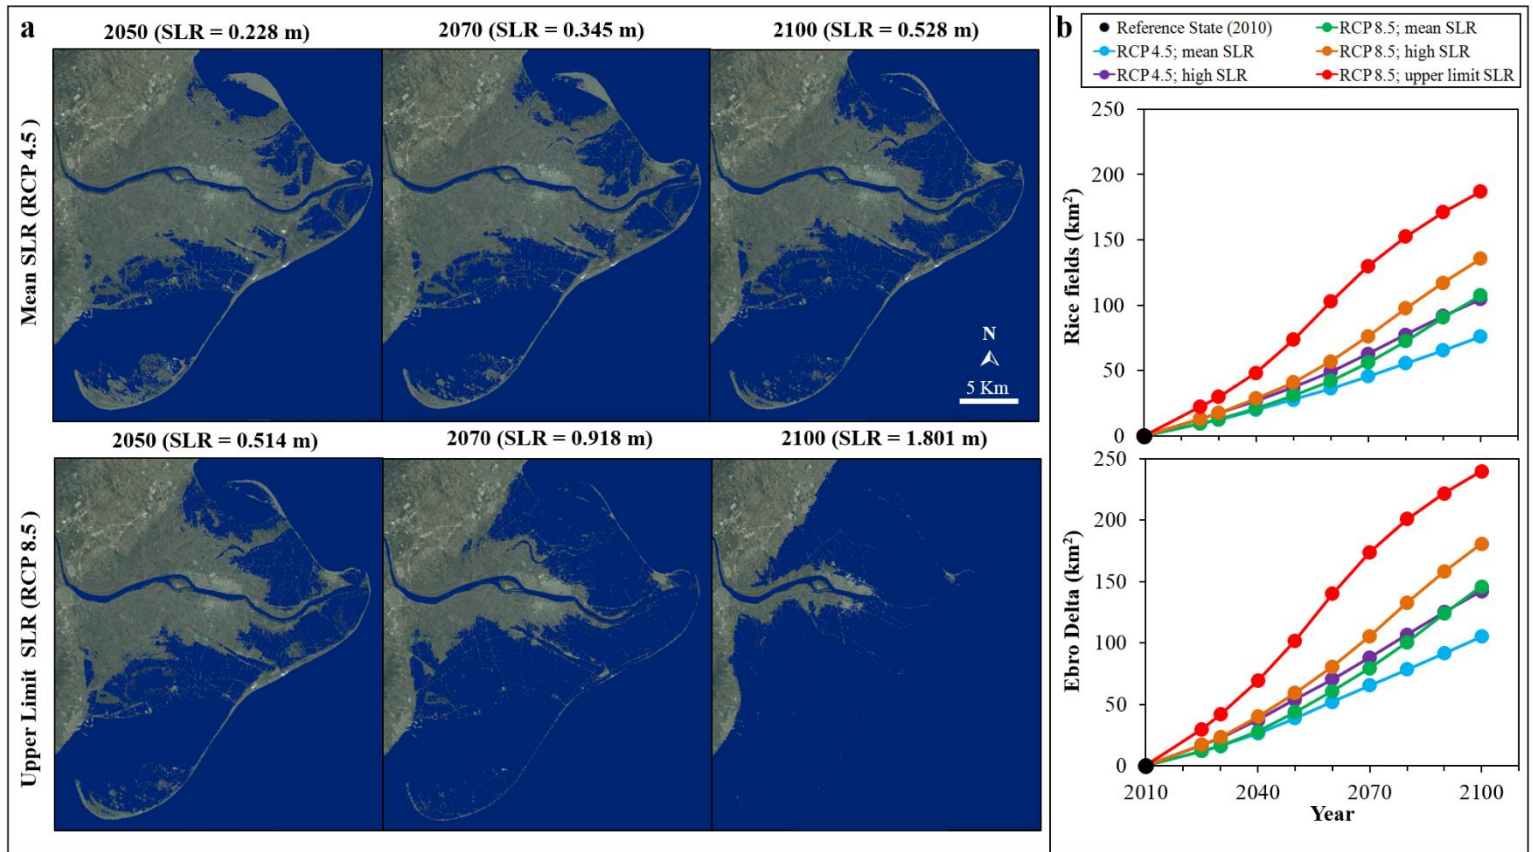 a
2050 (SLR = 0.228 m)
2070 (SLR = 0.345 m)
2100 (SLR = 0.528 m)
Mean SLR (RCP 4.5 )
N
5 Km
2050 (SLR = 0.514 m)
2070 (SLR = 0.918 m)
2100 (SLR = 1.801 m)
Upper Limit SLR (RCP 8.5 )
b
Reference State (2010)
RCP 8.5; mean SLR
RCP 4.5; mean SLR
RCP 8.5; high SLR
RCP 4.5; high SLR
RCP 8.5; upper limit SLR
Rice fields (km²)
250
200
150
100
50
0
Ebro Delta (km²)
250
200
150
100
50
0
2010
2040
2070
2100
Year